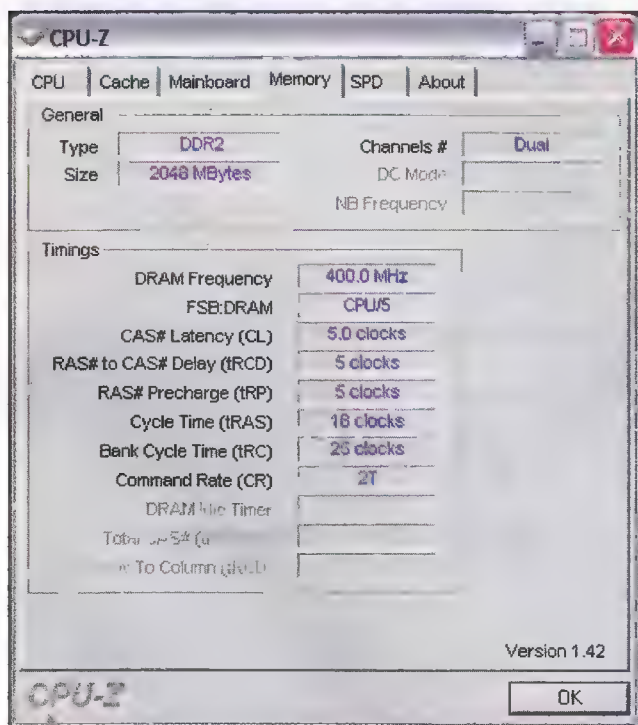 CPU-Z
CPU Cache Mainboard Memory SPD About
General
Type DDR2 Channels # Dual
Size 2048 MBytes DC Mode
NB Frequency
Timings
DRAM Frequency 400.0 MHz
FSB:DRAM CPU/5
CAS# Latency (CL) 5.0 clocks
RAS# to CAS# Delay (tRCD) 5 clocks
RAS# Precharge (tRP) 5 clocks
Cycle Time (tRAS) 18 clocks
Bank Cycle Time (tRC) 25 clocks
Command Rate (CR) 2T
DRAM Timer
To Column
Version 1.42
CPU-Z OK